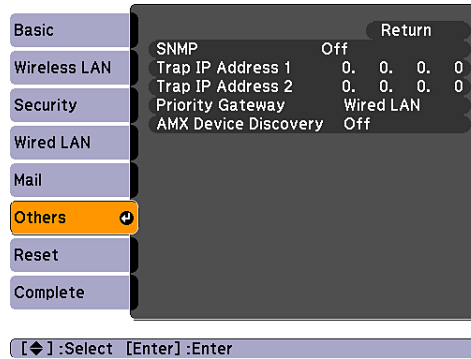 Basic
Wireless LAN
Security
Wired LAN
Mail
Others
Reset
Complete
Return
SNMP Off
Trap IP Address 1 0. 0. 0. 0
Trap IP Address 2 0. 0. 0. 0
Priority Gateway Wired LAN
AMX Device Discovery Off
[◆] :Select [Enter] :Enter